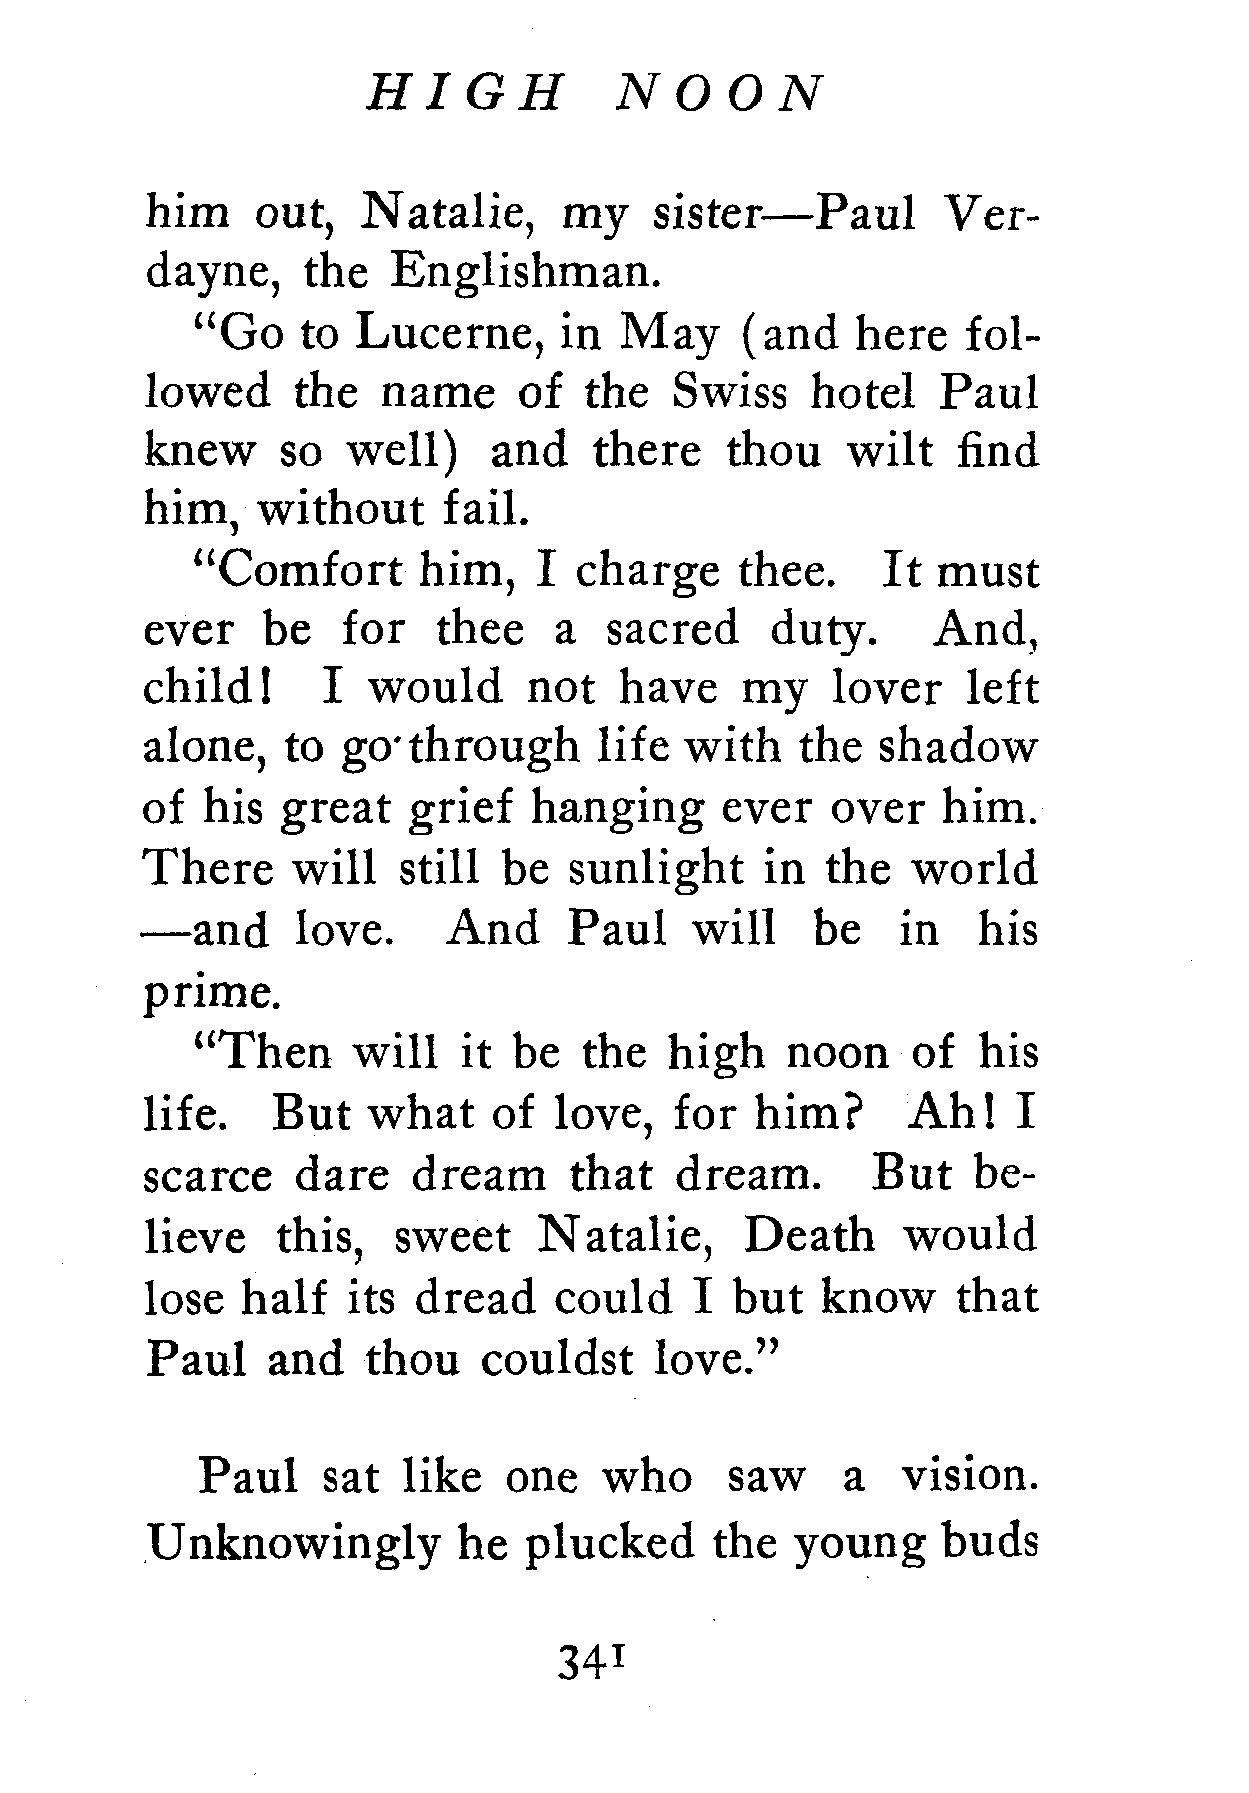 HIGH NOON
him out, Natalie, my sister—Paul Ver-
dayne, the Englishman.
"Go to Lucerne, in May (and here fol-
lowed the name of the Swiss hotel Paul
knew so well) and there thou wilt find
him, without fail.
"Comfort him, I charge thee. It must
ever be for thee a sacred duty. And,
child! I would not have my lover left
alone, to go through life with the shadow
of his great grief hanging ever over him.
There will still be sunlight in the world
—and love. And Paul will be in his
prime.
"Then will it be the high noon of his
life. But what of love, for him? Ah! I
scarce dare dream that dream. But be-
lieve this, sweet Natalie, Death would
lose half its dread could I but know that
Paul and thou couldst love."
Paul sat like one who saw a vision.
Unknowingly he plucked the young buds
341